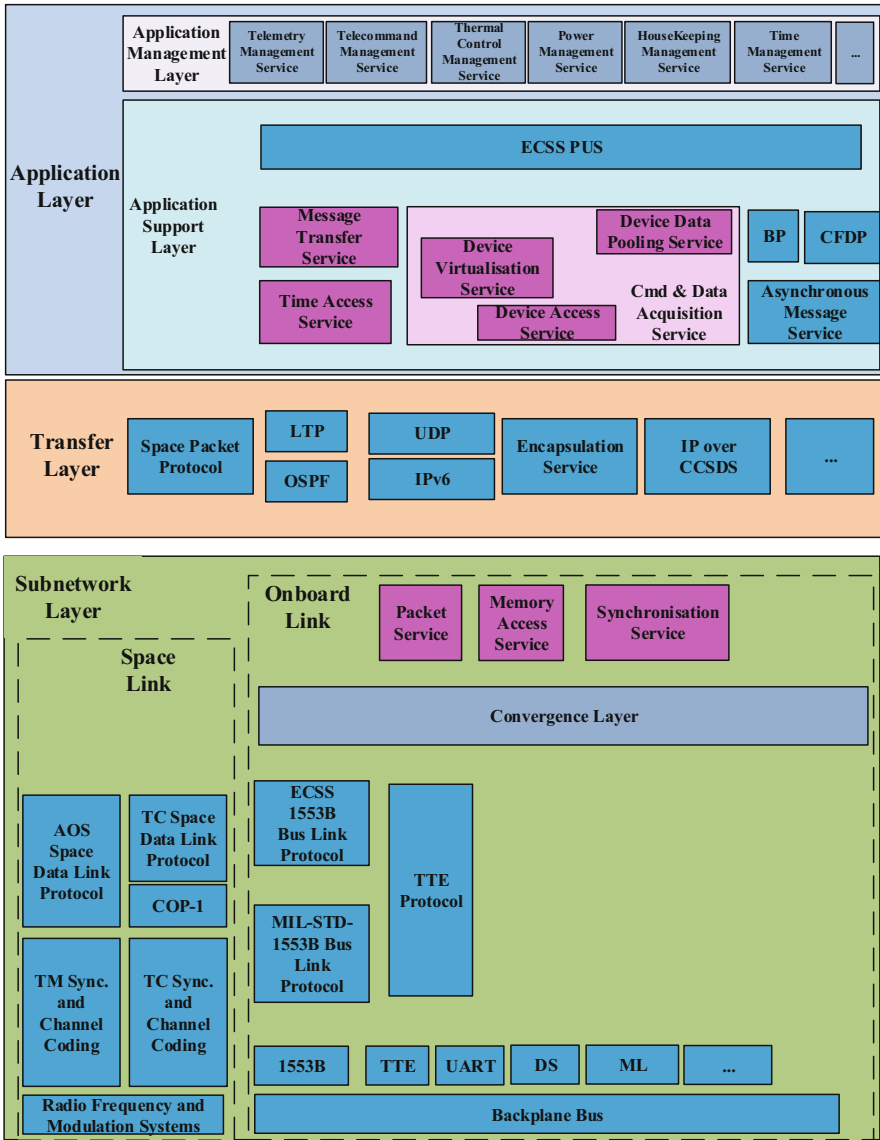 Application
Management
Layer
Telemetry
Management
Service
Telecommand
Management
Service
Thermal
Control
Management
Service
Power
Management
Service
HouseKeeping
Management
Service
Time
Management
Service
...
Application
Layer
Application
Support
Layer
ECSS PUS
Message
Transfer
Service
Time Access
Service
Device
Virtualisation
Service
Device Data
Pooling Service
Device Access
Service
Cmd & Data
Acquisition
Service
BP
CFDP
Asynchronous
Message
Service
Transfer
Layer
Space Packet
Protocol
LTP
OSPF
UDP
IPv6
Encapsulation
Service
IP over
CCSDS
...
Subnetwork
Layer
Space
Link
AOS
Space
Data Link
Protocol
TC Space
Data Link
Protocol
COP-1
TM Sync.
and
Channel
Coding
TC Sync.
and
Channel
Coding
Radio Frequency and
Modulation Systems
Onboard
Link
Packet
Service
Memory
Access
Service
Synchronisation
Service
Convergence Layer
ECSS
1553B
Bus Link
Protocol
MIL-STD-
1553B Bus
Link
Protocol
TTE
Protocol
1553B
TTE
UART
DS
ML
...
Backplane Bus